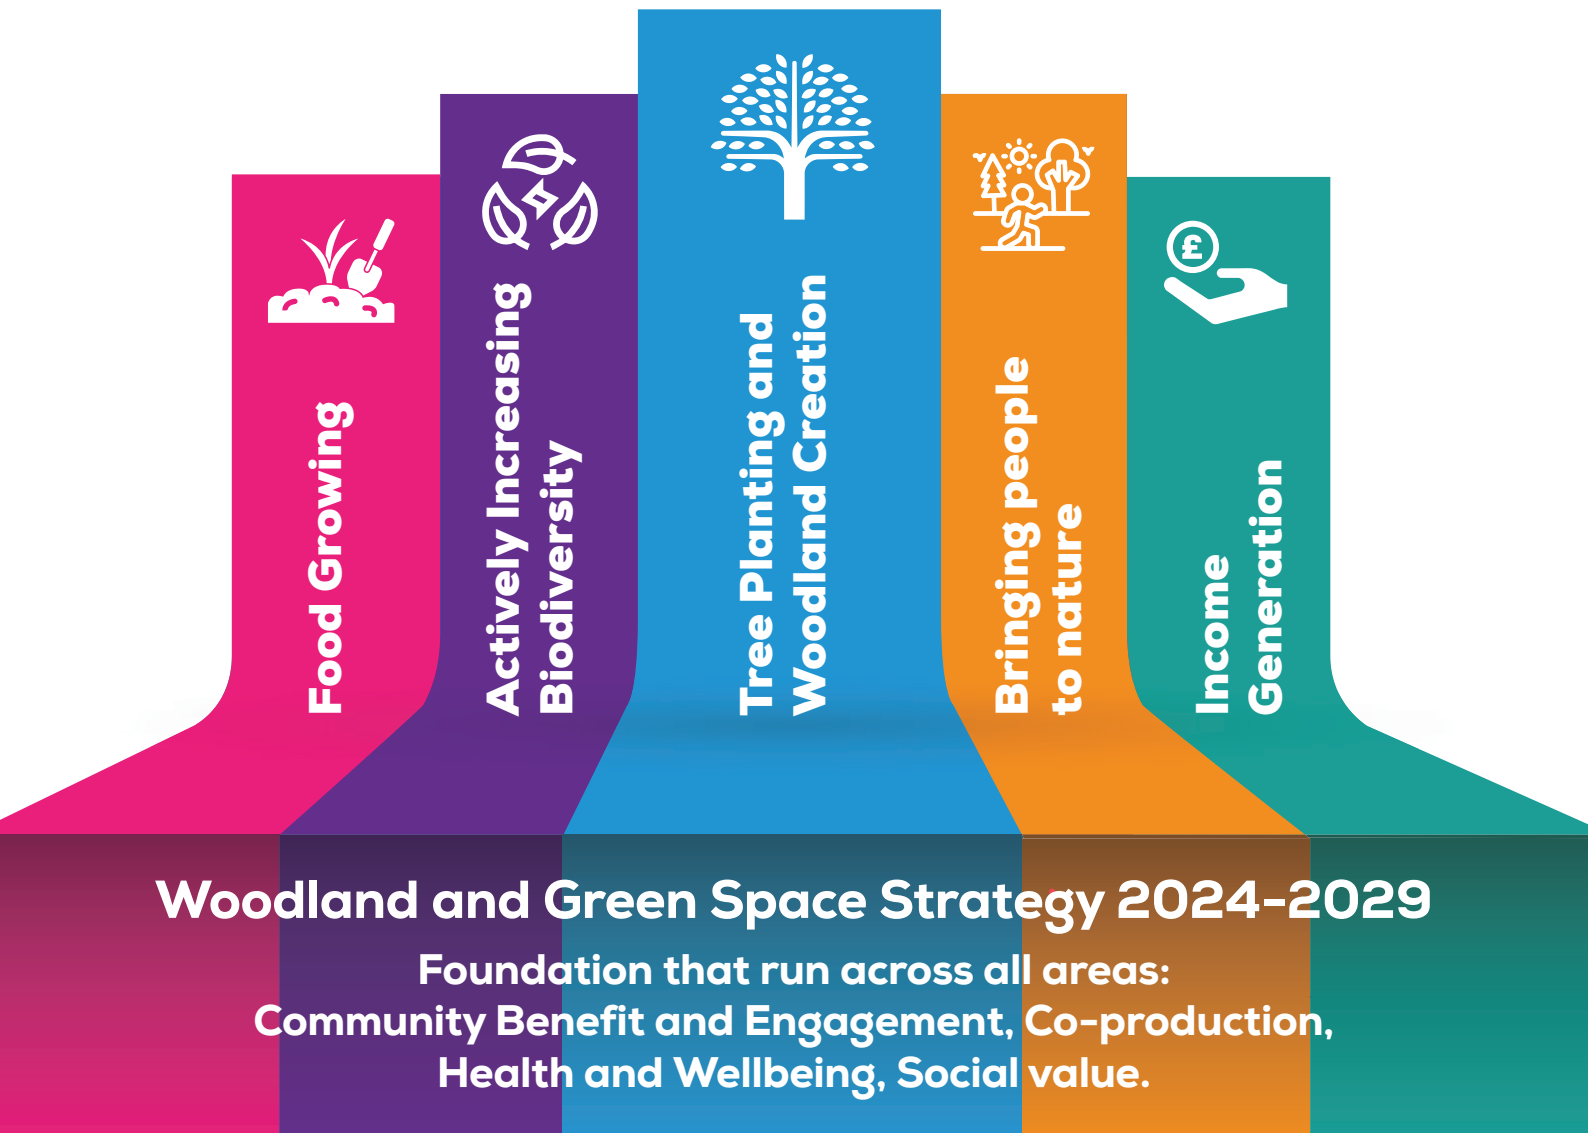 Food Growing
Actively Increasing
Biodiversity
Tree Planting and
Woodland Creation
Bringing people
to nature
£
Income
Generation
Woodland and Green Space Strategy 2024-2029
Foundation that run across all areas:
Community Benefit and Engagement, Co-production,
Health and Wellbeing, Social value.